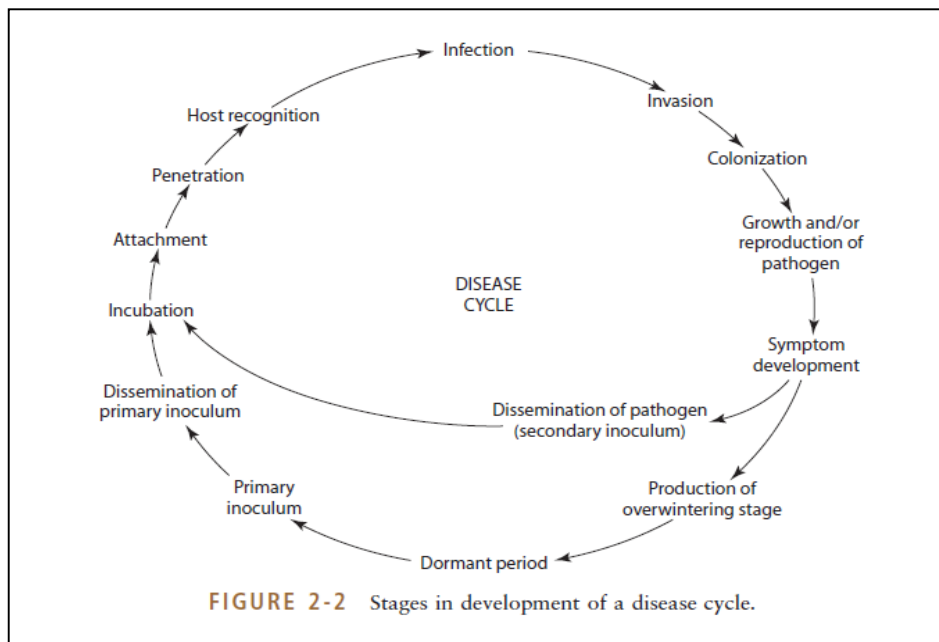 Infection
Invasion
Colonization
Growth and/or
reproduction of
pathogen
Symptom
development
Dissemination of pathogen
(secondary inoculum)
Production of
overwintering stage
Dormant period
Primary
inoculum
Dissemination of
primary inoculum
Incubation
Attachment
Penetration
Host recognition
DISEASE
CYCLE
FIGURE 2-2 Stages in development of a disease cycle.